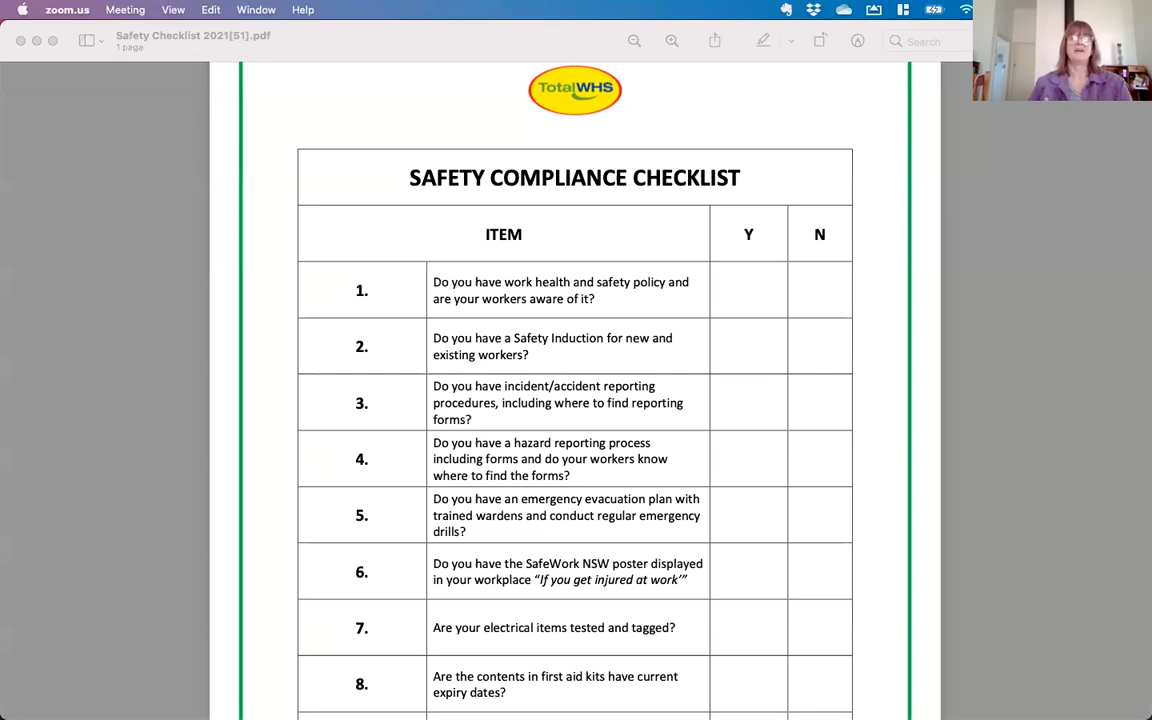 zoom.us Meeting View Edit Window Help
Safety Checklist 2021[51].pdf
1 page
Search
TotalWHS
SAFETY COMPLIANCE CHECKLIST
ITEM Y N
1. Do you have work health and safety policy and
are your workers aware of it?
2. Do you have a Safety Induction for new and
existing workers?
3. Do you have incident/accident reporting
procedures, including where to find reporting
forms?
4. Do you have a hazard reporting process
including forms and do your workers know
where to find the forms?
5. Do you have an emergency evacuation plan with
trained wardens and conduct regular emergency
drills?
6. Do you have the SafeWork NSW poster displayed
in your workplace “If you get injured at work’”
7. Are your electrical items tested and tagged?
8. Are the contents in first aid kits have current
expiry dates?